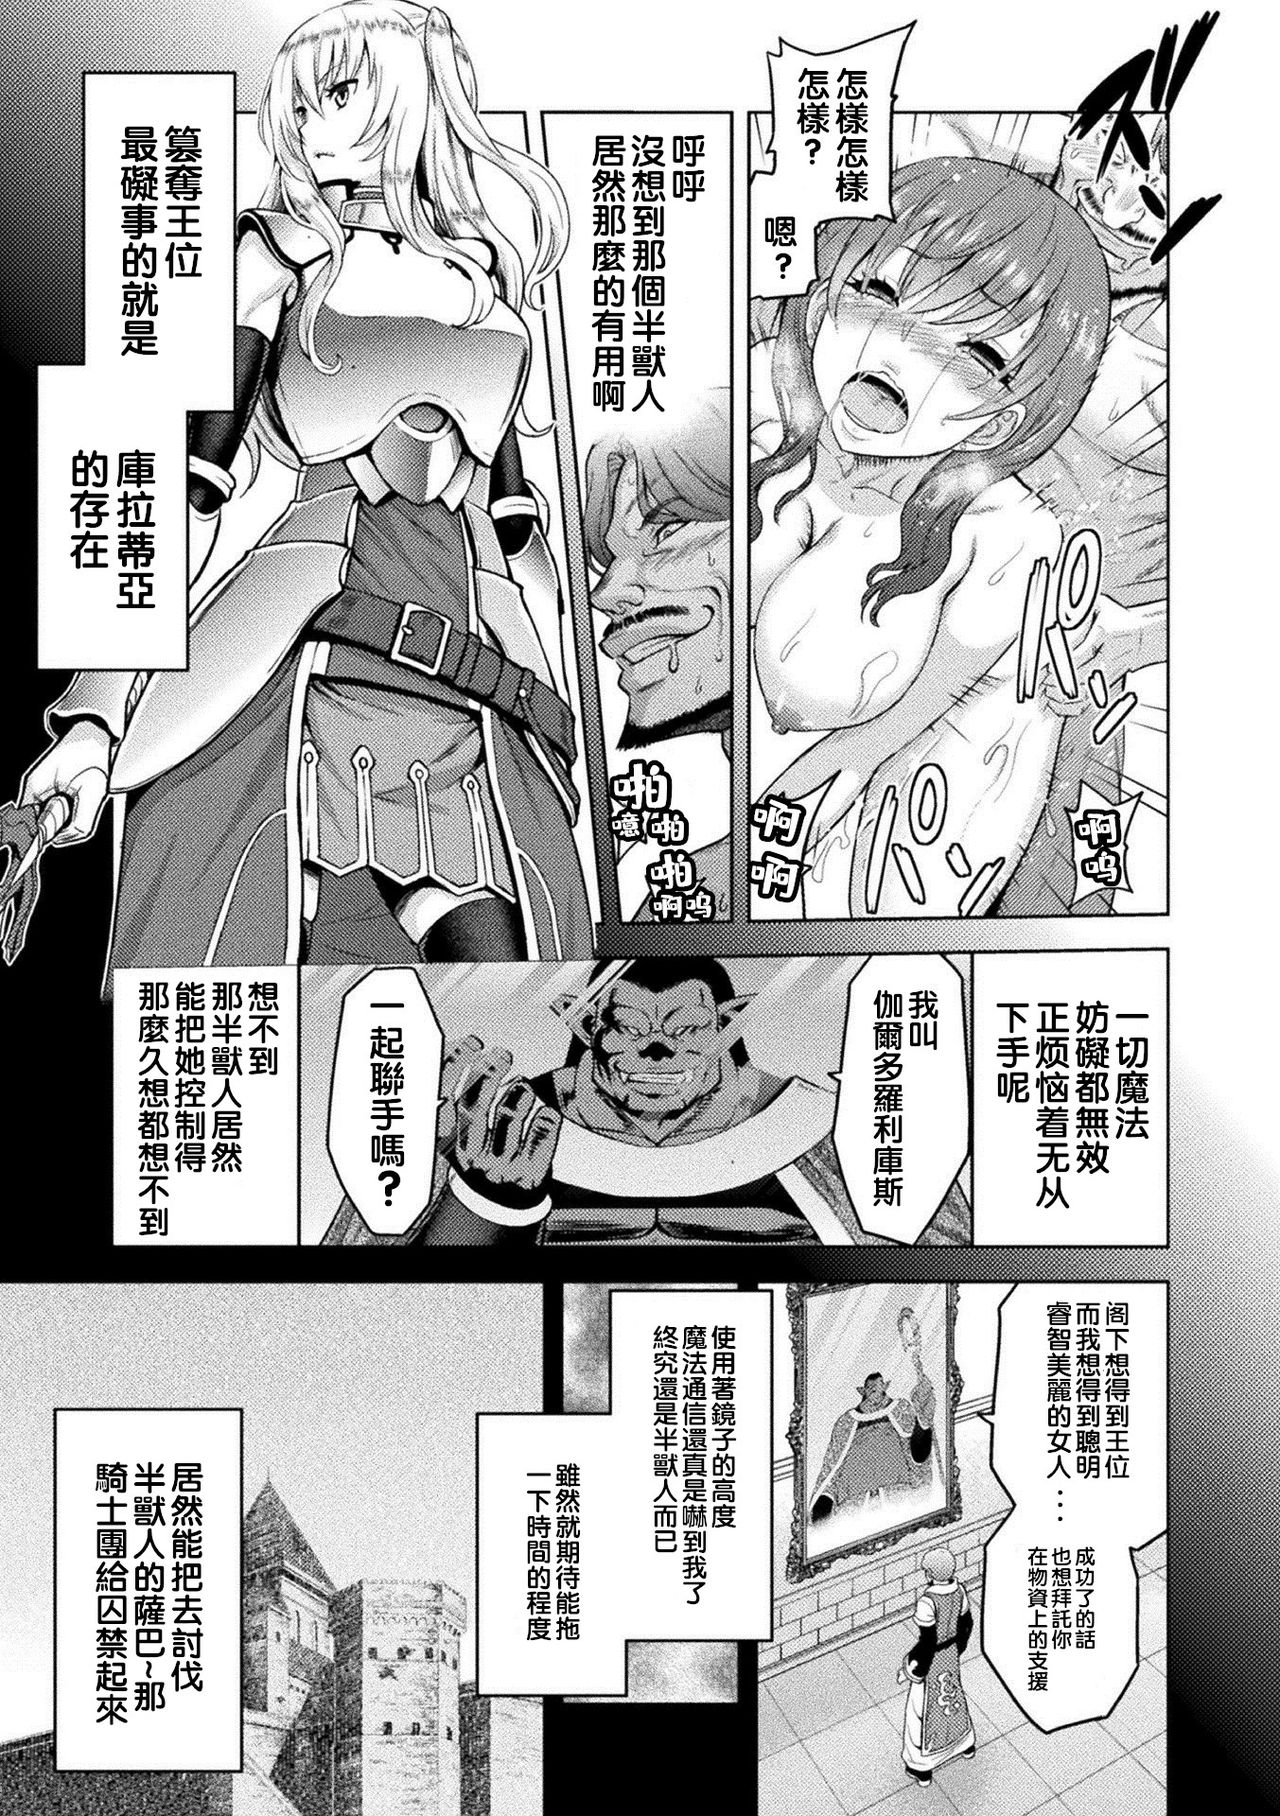 怎樣怎樣
怎樣?
嗯?
啊
啊
啊
呜
呼呼
沒想到那個半獸人
居然那麼的有用啊
啪
噫
啪
啪
啊
呜
篡奪王位
最礙事的就是
庫拉蒂亞
的存在
一切魔法
妨礙都無效
正烦恼着无从
下手呢
我叫
伽爾多羅利庫斯
一起聯手嗎?
想不到
那半獸人居然
能把她控制得
那麼久想都想不到
阁下想得到王位
而我想得到聰明
睿智美麗的女人
・・・
成功了的話
也想拜託你
在物資上的支援
使用著鏡子的高度
魔法通信還真是嚇到我了
終究還是半獸人而已
雖然就期待能拖
一下時間的程度
居然能把去討伐
半獸人的薩巴~那
騎士團給囚禁起來